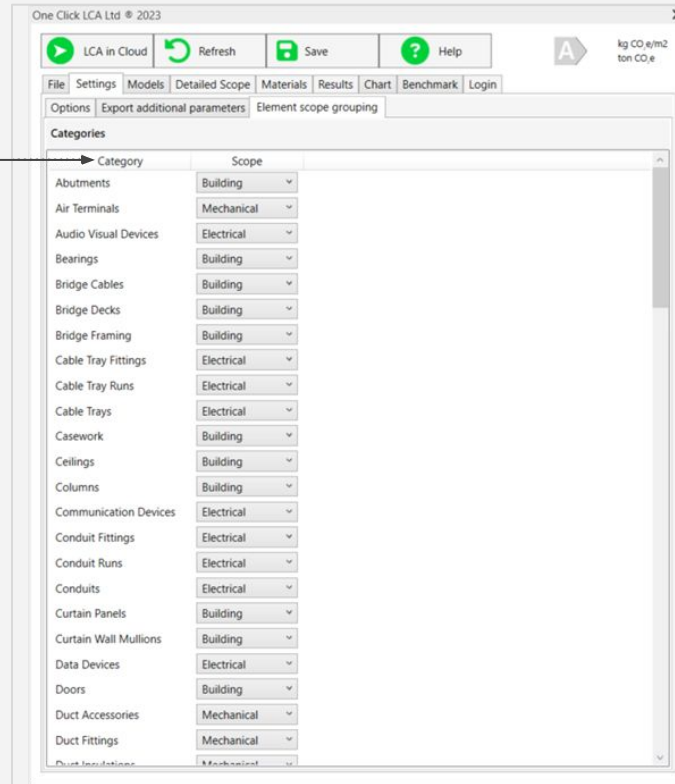 One Click LCA Ltd ® 2023
LCA in Cloud Refresh Save ? Help A kg CO₂e/m2
ton CO₂e
File Settings Models Detailed Scope Materials Results Chart Benchmark Login
Options Export additional parameters Element scope grouping
Categories
Category Scope
Abutments Building
Air Terminals Mechanical
Audio Visual Devices Electrical
Bearings Building
Bridge Cables Building
Bridge Decks Building
Bridge Framing Building
Cable Tray Fittings Electrical
Cable Tray Runs Electrical
Cable Trays Electrical
Casework Building
Ceilings Building
Columns Building
Communication Devices Electrical
Conduit Fittings Electrical
Conduit Runs Electrical
Conduits Electrical
Curtain Panels Building
Curtain Wall Mullions Building
Data Devices Electrical
Doors Building
Duct Accessories Mechanical
Duct Fittings Mechanical
Duct Insulations Mechanical